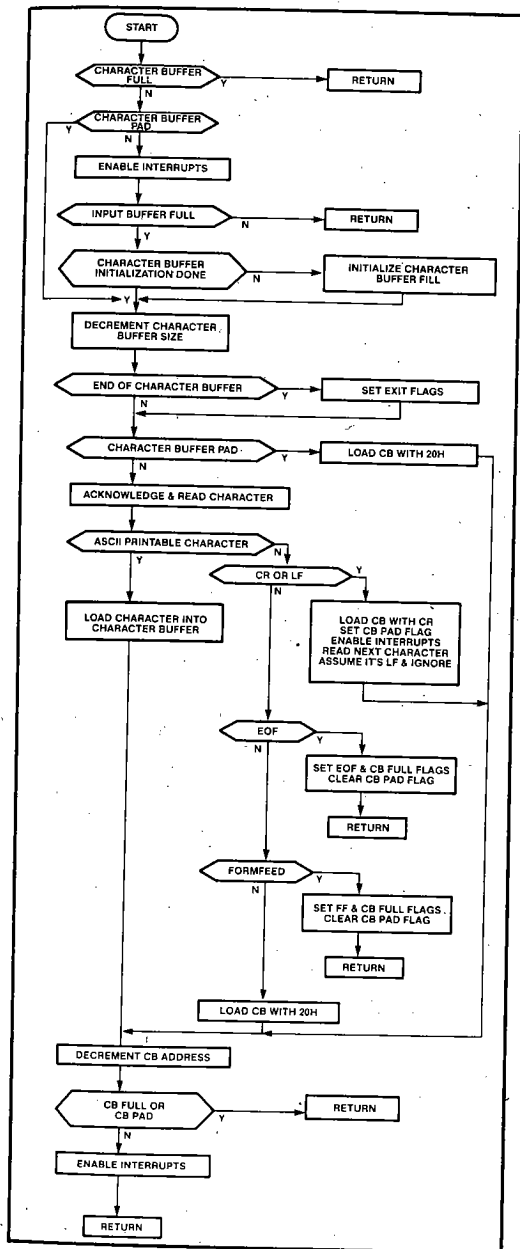 START
CHARACTER BUFFER
FULL
Y
RETURN
N
Y
CHARACTER BUFFER
PAD
N
ENABLE INTERRUPTS
INPUT BUFFER FULL
N
RETURN
Y
CHARACTER BUFFER
INITIALIZATION DONE
N
INITIALIZE CHARACTER
BUFFER FILL
Y
DECREMENT CHARACTER
BUFFER SIZE
END OF CHARACTER BUFFER
Y
SET EXIT FLAGS
N
CHARACTER BUFFER PAD
Y
LOAD CB WITH 20H
N
ACKNOWLEDGE & READ CHARACTER
ASCII PRINTABLE CHARACTER
N
Y
CR OR LF
Y
N
LOAD CHARACTER INTO
CHARACTER BUFFER
LOAD CB WITH CR
SET CB PAD FLAG
ENABLE INTERRUPTS
READ NEXT CHARACTER
ASSUME IT'S LF & IGNORE
EOF
Y
N
SET EOF & CB FULL FLAGS
CLEAR CB PAD FLAG
RETURN
FORMFEED
Y
N
SET FF & CB FULL FLAGS
CLEAR CB PAD FLAG
RETURN
LOAD CB WITH 20H
DECREMENT CB ADDRESS
CB FULL OR
CB PAD
Y
RETURN
N
ENABLE INTERRUPTS
RETURN